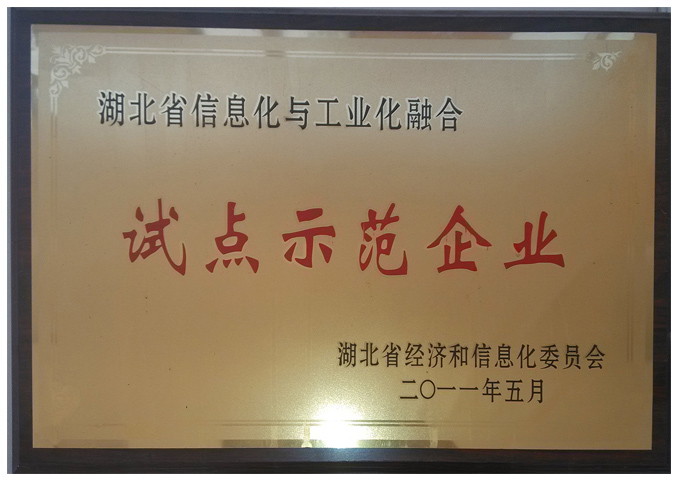 湖北省信息化与工业化融合
试点示范企业
湖北省经济和信息化委员会
二〇一一年五月